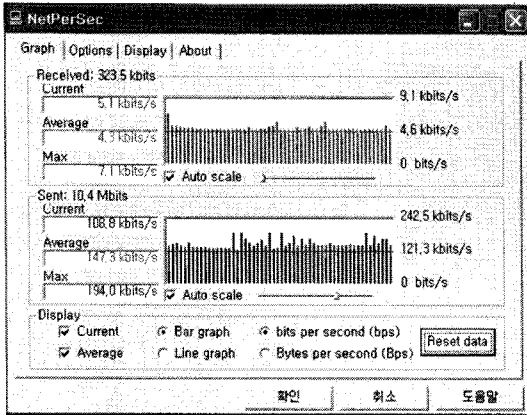 NetPerSec
Graph Options Display About
Received: 323.5 kbits
Current
5.1 kbits/s
Average
4.3 kbits/s
Max
7.1 kbits/s
9.1 kbits/s
4.6 kbits/s
0 bits/s
Auto scale
Sent: 10.4 Mbits
Current
108.8 kbits/s
Average
147.3 kbits/s
Max
194.0 kbits/s
242.5 kbits/s
121.3 kbits/s
0 bits/s
Auto scale
Display
Current Bar graph bits per second (bps)
Average Line graph Bytes per second (Bps)
Reset data
확인 취소 도움말